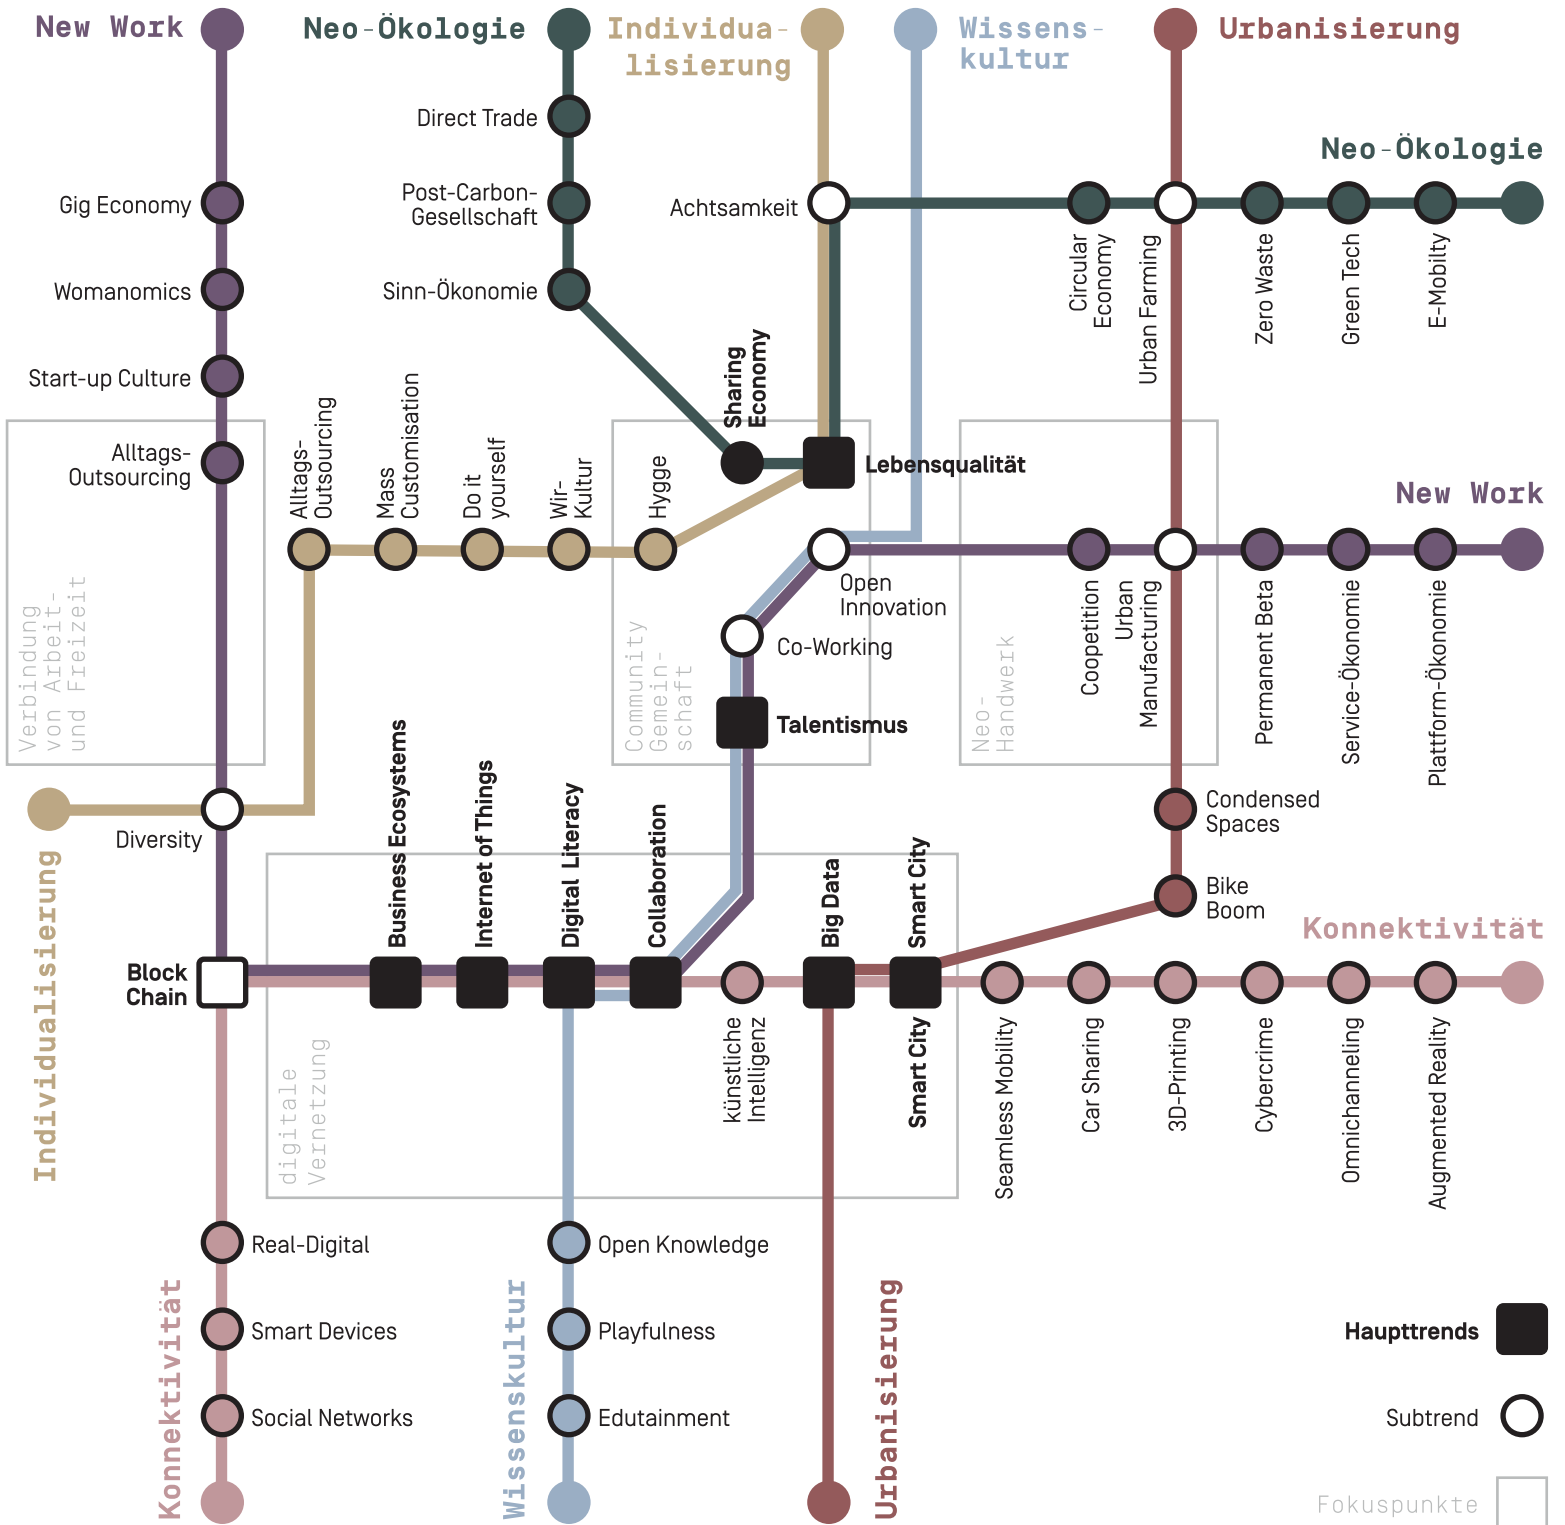 New Work
Neo-Ökologie
Individua-
lisierung
Wissens-
kultur
Urbanisierung
Direct Trade
Neo-Ökologie
Gig Economy
Post-Carbon-
Gesellschaft
Achtsamkeit
Circular
Economy
Urban Farming
Zero Waste
Green Tech
E-Mobilty
Womanomics
Sinn-Ökonomie
Start-up Culture
Sharing
Economy
Alltags-
Outsourcing
Alltags-
Outsourcing
Mass
Customisation
Do it
yourself
Wir-
Kultur
Hygge
Lebensqualität
New Work
Open
Innovation
Coopetition
Urban
Manufacturing
Permanent Beta
Service-Ökonomie
Plattform-Ökonomie
Verbindung
von Arbeit-
und Freizeit
Community
Gemein-
schaft
Co-Working
Neo-
Handwerk
Talentismus
Diversity
Condensed
Spaces
Business Ecosystems
Internet of Things
Digital Literacy
Collaboration
Big Data
Smart City
Bike
Boom
Individualisierung
Konnektivität
Block
Chain
künstliche
Intelligenz
Smart City
Seamless Mobility
Car Sharing
3D-Printing
Cybercrime
Omnichanneling
Augmented Reality
digitale
Vernetzung
Real-Digital
Open Knowledge
Smart Devices
Playfulness
Social Networks
Edutainment
Konnektivität
Wissenskultur
Urbanisierung
Haupttrends
Subtrend
Fokuspunkte